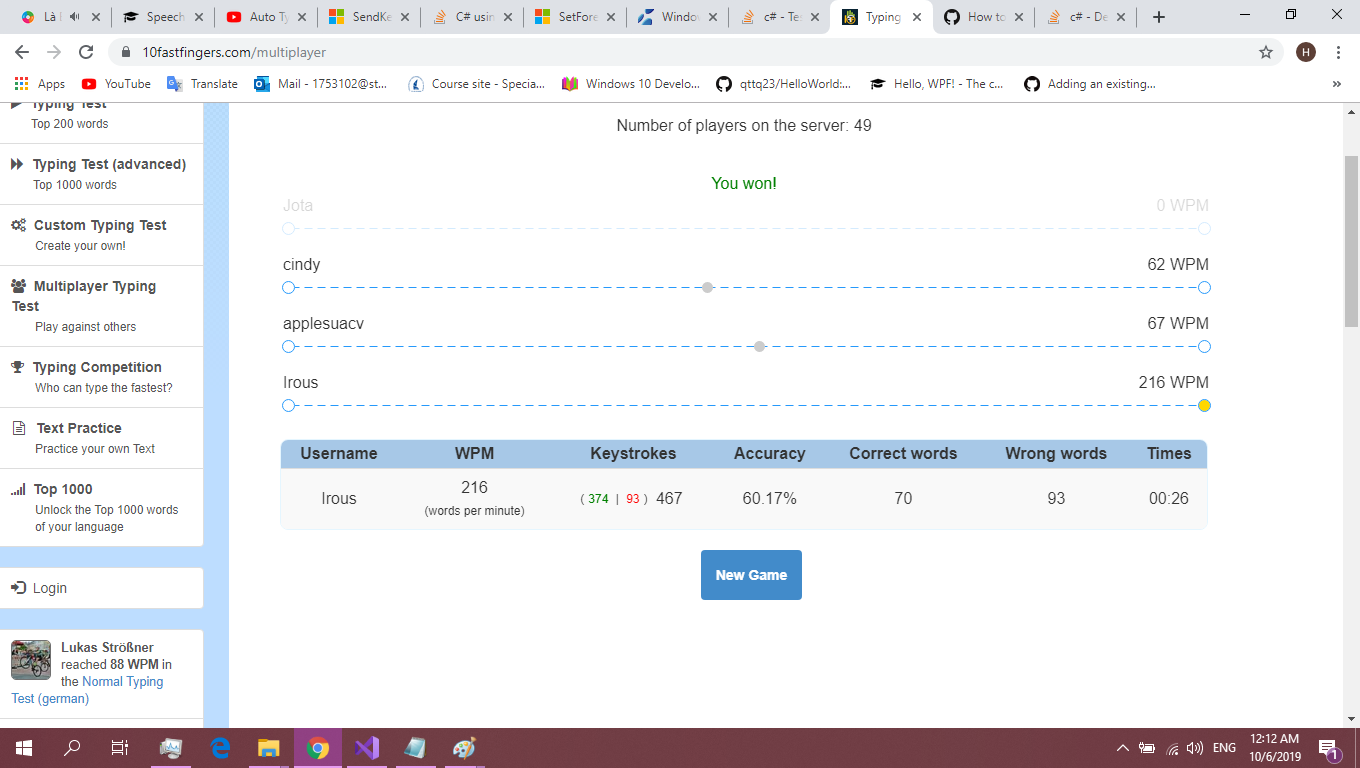 Là l
Speech
Auto Ty
SendKe
C# usin
SetFore
Windo
c# - Te
Typing
How to
c# - De
10fastfingers.com/multiplayer
H
Apps
YouTube
Translate
Mail - 1753102@st...
Course site - Specia...
Windows 10 Develo...
qttq23/HelloWorld:...
Hello, WPF! - The c...
Adding an existing...
»
Typing Test
Top 200 words
Typing Test (advanced)
Top 1000 words
Custom Typing Test
Create your own!
Multiplayer Typing
Test
Play against others
Typing Competition
Who can type the fastest?
Text Practice
Practice your own Text
Top 1000
Unlock the Top 1000 words
of your language
Login
Lukas Strößner
reached 88 WPM in
the Normal Typing
Test (german)
Number of players on the server: 49
You won!
Jota 0 WPM
cindy 62 WPM
applesuacv 67 WPM
Irous 216 WPM
Username WPM Keystrokes Accuracy Correct words Wrong words Times
Irous 216 ( 374 | 93 ) 467 60.17% 70 93 00:26
(words per minute)
New Game
ENG
12:12 AM
10/6/2019
1